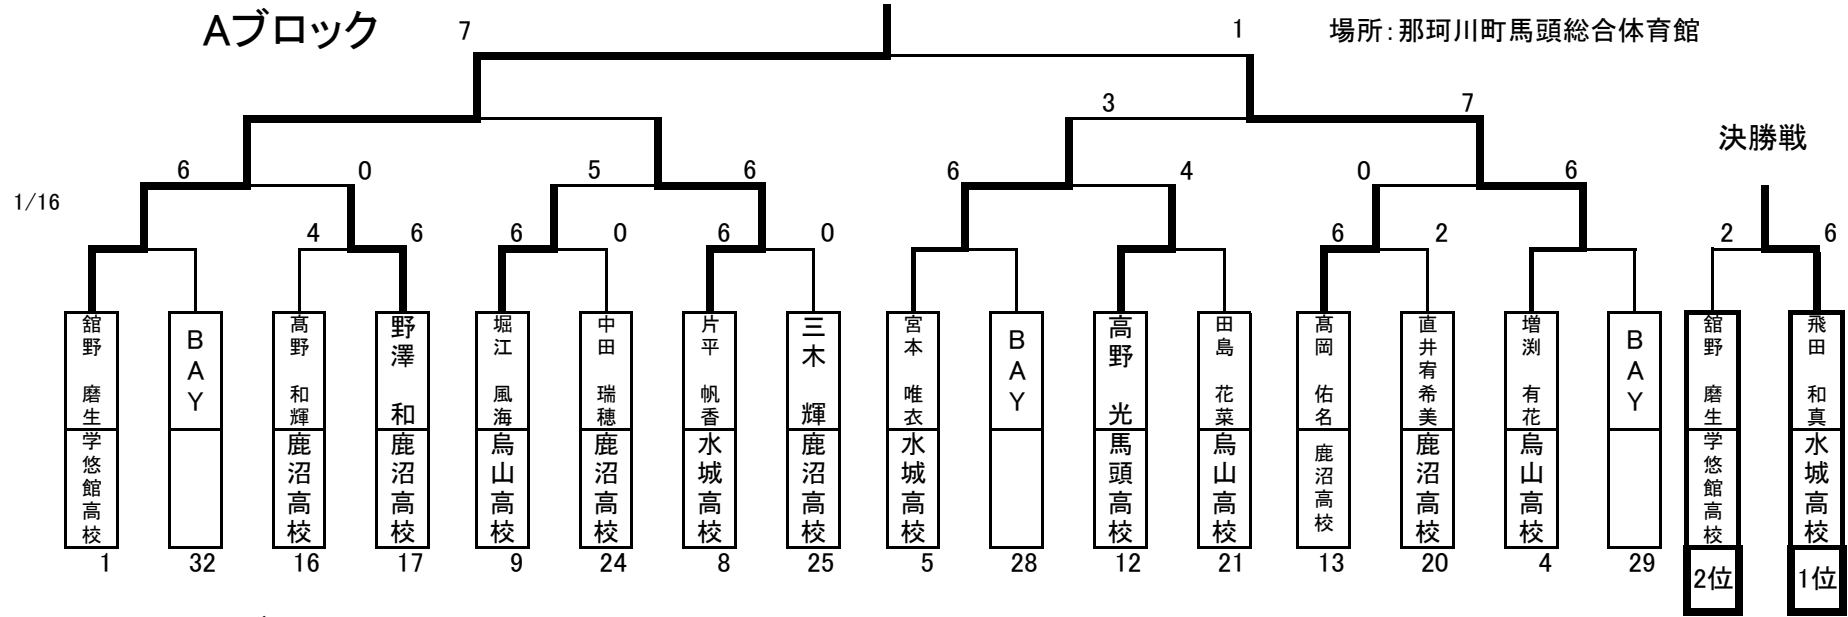 Aブロック
場所：那珂川町馬頭総合体育館
7
1
3
7
決勝戦
6
0
5
6
6
4
0
6
1/16
4
6
6
0
6
0
6
2
2
6
舘野 磨生
BAY
髙野 和輝
野澤 和
堀江 風海
中田 瑞穂
片平 帆香
三木 輝
宮本 唯衣
BAY
高野 光
田島 花菜
髙岡 佑名
直井宥希美
増渕 有花
BAY
舘野 磨生
飛田 和真
学悠館高校
鹿沼高校
鹿沼高校
烏山高校
鹿沼高校
水城高校
鹿沼高校
水城高校
馬頭高校
烏山高校
鹿沼高校
鹿沼高校
烏山高校
学悠館高校
水城高校
1
32
16
17
9
24
8
25
5
28
12
21
13
20
4
29
2位
1位